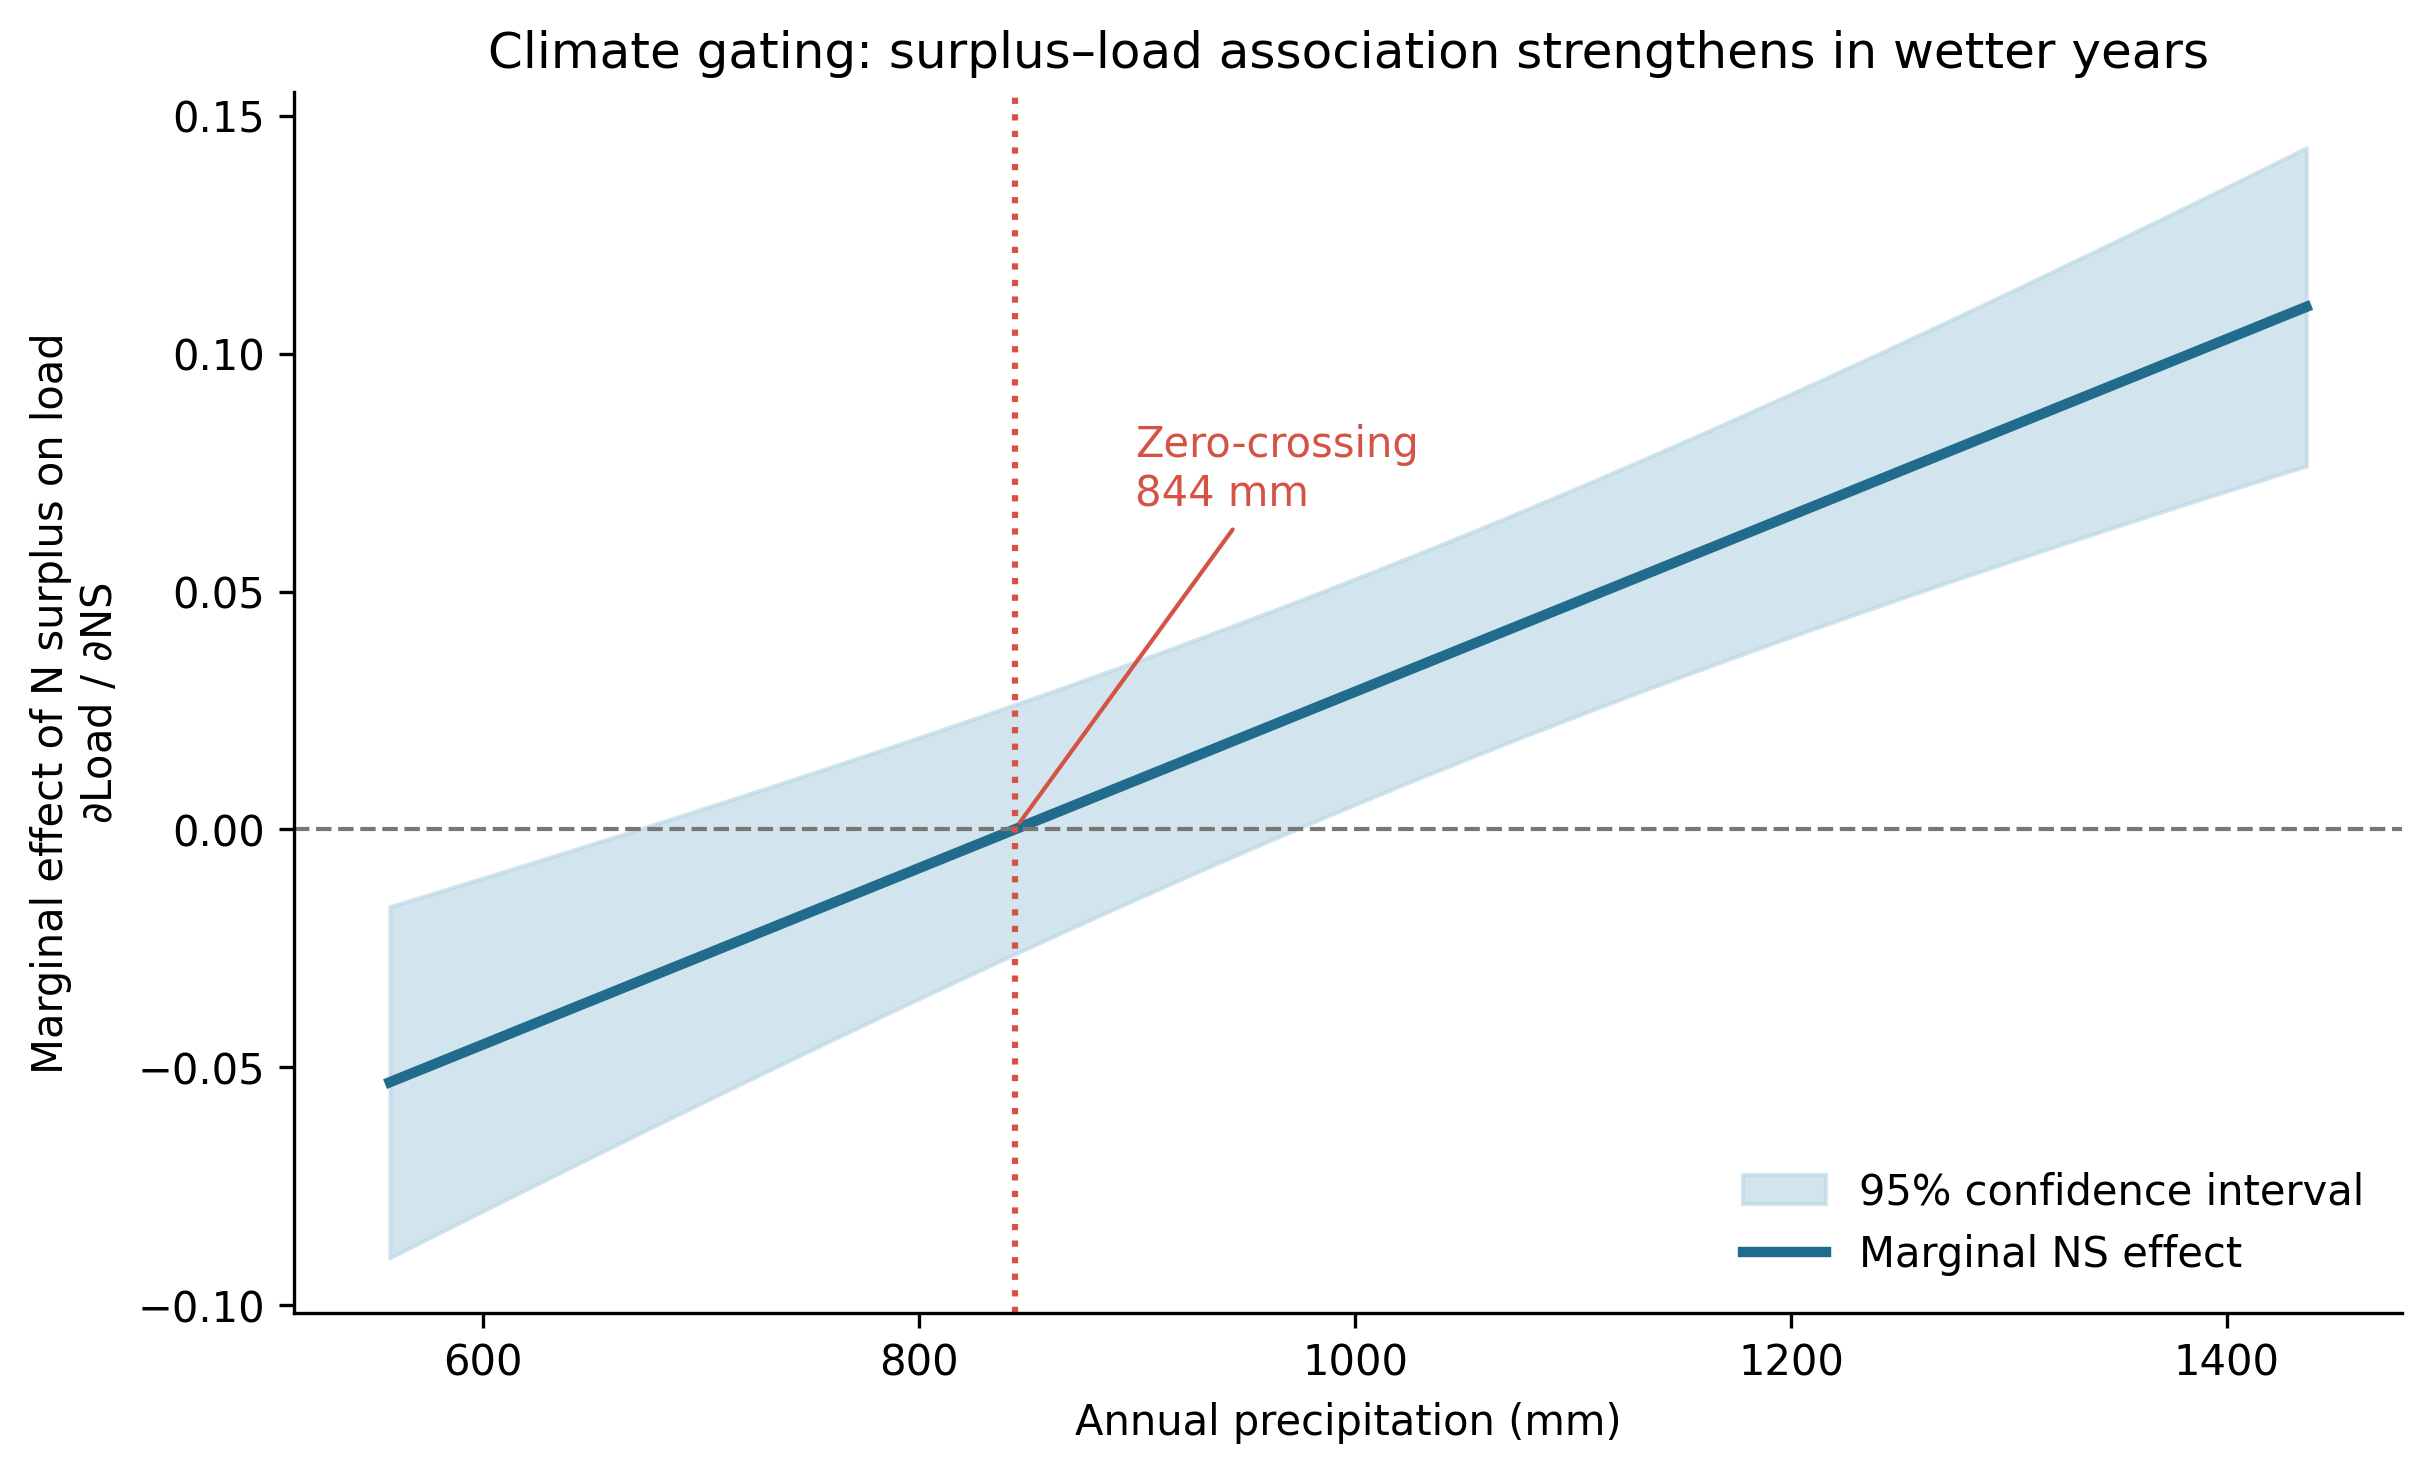 Climate gating: surplus–load association strengthens in wetter years
Marginal effect of N surplus on load
∂Load / ∂NS
0.15
0.10
0.05
0.00
−0.05
−0.10
Zero-crossing
844 mm
95% confidence interval
Marginal NS effect
600
800
1000
1200
1400
Annual precipitation (mm)